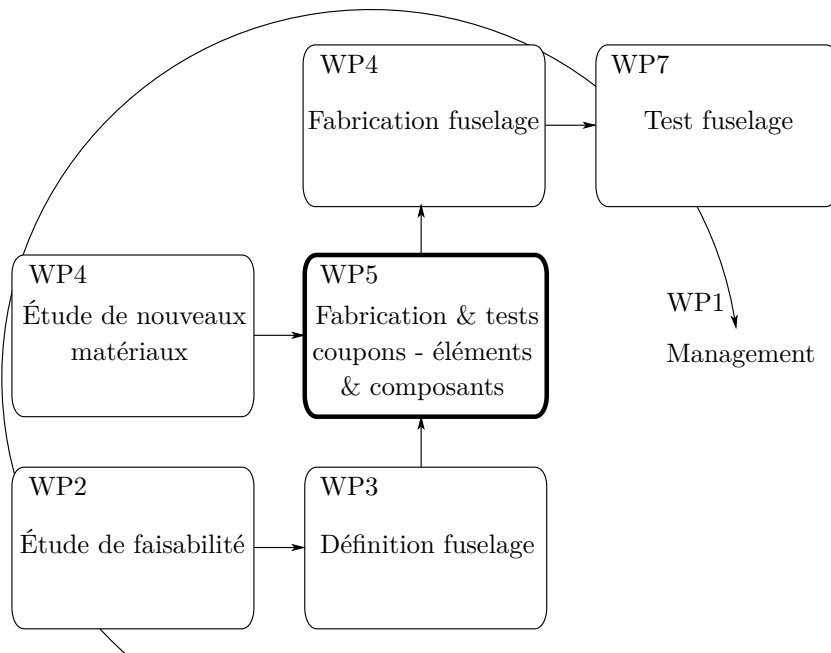 WP4
Fabrication fuselage
WP7
Test fuselage
WP4
Étude de nouveaux
matériaux
WP5
Fabrication & tests
coupons - éléments
& composants
WP1
Management
WP2
Étude de faisabilité
WP3
Définition fuselage